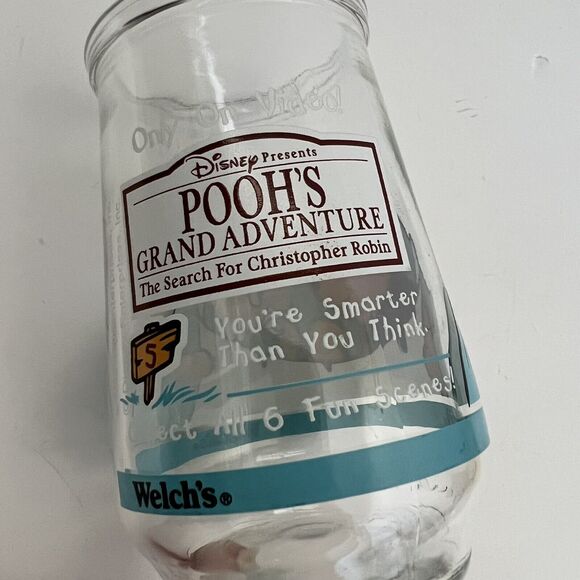 Only On Video!
Disney Presents
POOH'S
GRAND ADVENTURE
The Search For Christopher Robin
5
You're Smarter
Than You Think.
Collect All 6 Fun Scenes!
Welch's®